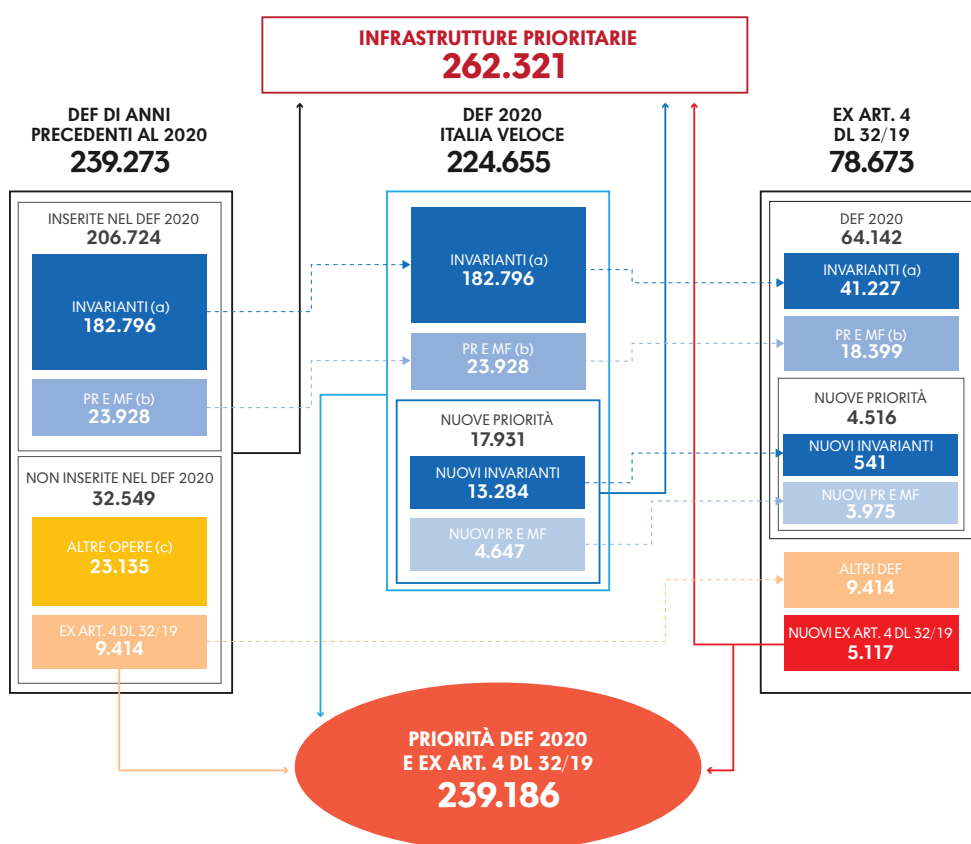 INFRASTRUTTURE PRIORITARIE
262.321
DEF DI ANNI
PRECEDENTI AL 2020
239.273
INSERITE NEL DEF 2020
206.724
INVARIANTI (a)
182.796
PR E MF (b)
23.928
NON INSERITE NEL DEF 2020
32.549
ALTRE OPERE (c)
23.135
EX ART. 4 DL 32/19
9.414
DEF 2020
ITALIA VELOCE
224.655
INVARIANTI (a)
182.796
PR E MF (b)
23.928
NUOVE PRIORITÀ
17.931
NUOVI INVARIANTI
13.284
NUOVI PR E MF
4.647
EX ART. 4
DL 32/19
78.673
DEF 2020
64.142
INVARIANTI (a)
41.227
PR E MF (b)
18.399
NUOVE PRIORITÀ
4.516
NUOVI INVARIANTI
541
NUOVI PR E MF
3.975
ALTRI DEF
9.414
NUOVI EX ART. 4 DL 32/19
5.117
PRIORITÀ DEF 2020
E EX ART. 4 DL 32/19
239.186